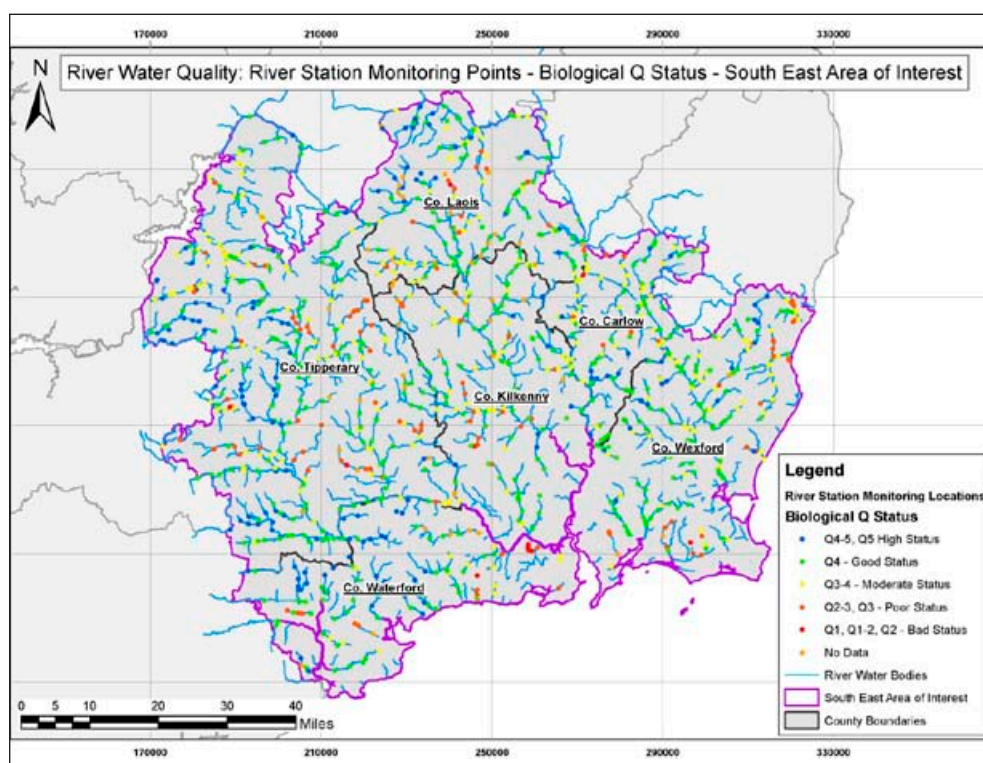 170000 210000 250000 290000 330000
River Water Quality: River Station Monitoring Points - Biological Q Status - South East Area of Interest
N
Co. Laois
Co. Carlow
Co. Tipperary
Co. Kilkenny
Co. Wexford
Co. Waterford
Legend
River Station Monitoring Locations
Biological Q Status
Q4-5, Q5 High Status
Q4 - Good Status
Q3-4 - Moderate Status
Q2-3, Q3 - Poor Status
Q1, Q1-2, Q2 - Bad Status
No Data
River Water Bodies
South East Area of Interest
County Boundaries
0 5 10 20 30 40
Miles
170000 210000 250000 290000 330000